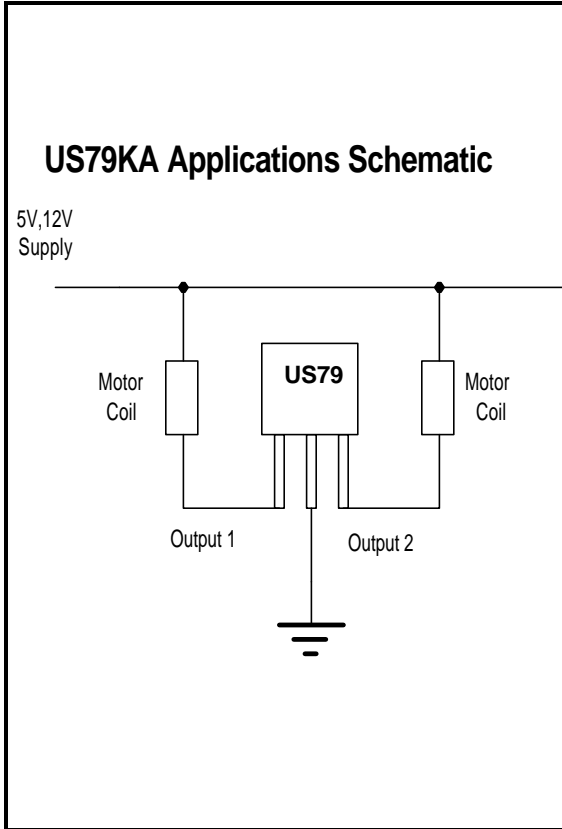 US79KA Applications Schematic
5V,12V
Supply
Motor
Coil
US79
Motor
Coil
Output 1
Output 2